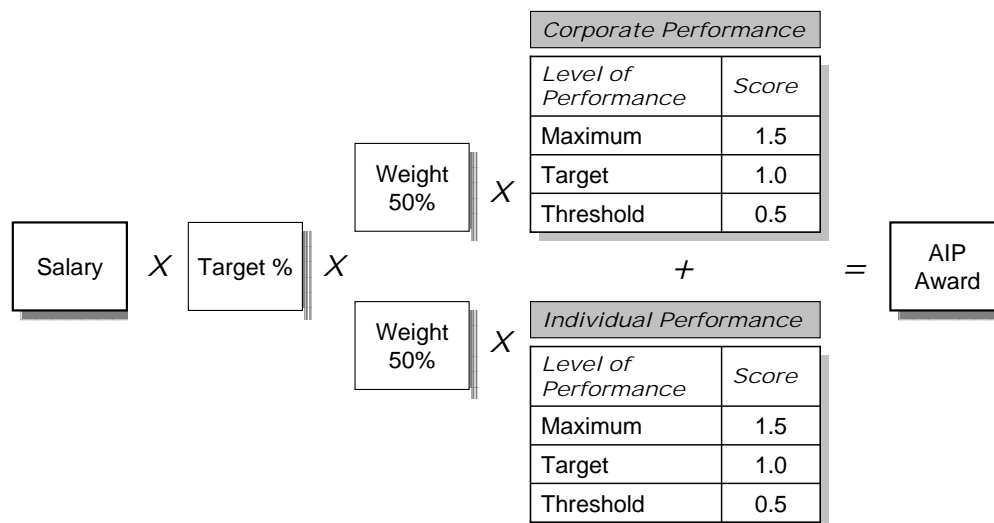 Corporate Performance
Level of Performance Score
Maximum 1.5
Target 1.0
Threshold 0.5
Weight 50%
X
Salary X Target % X
+
= AIP Award
Weight 50%
X
Individual Performance
Level of Performance Score
Maximum 1.5
Target 1.0
Threshold 0.5